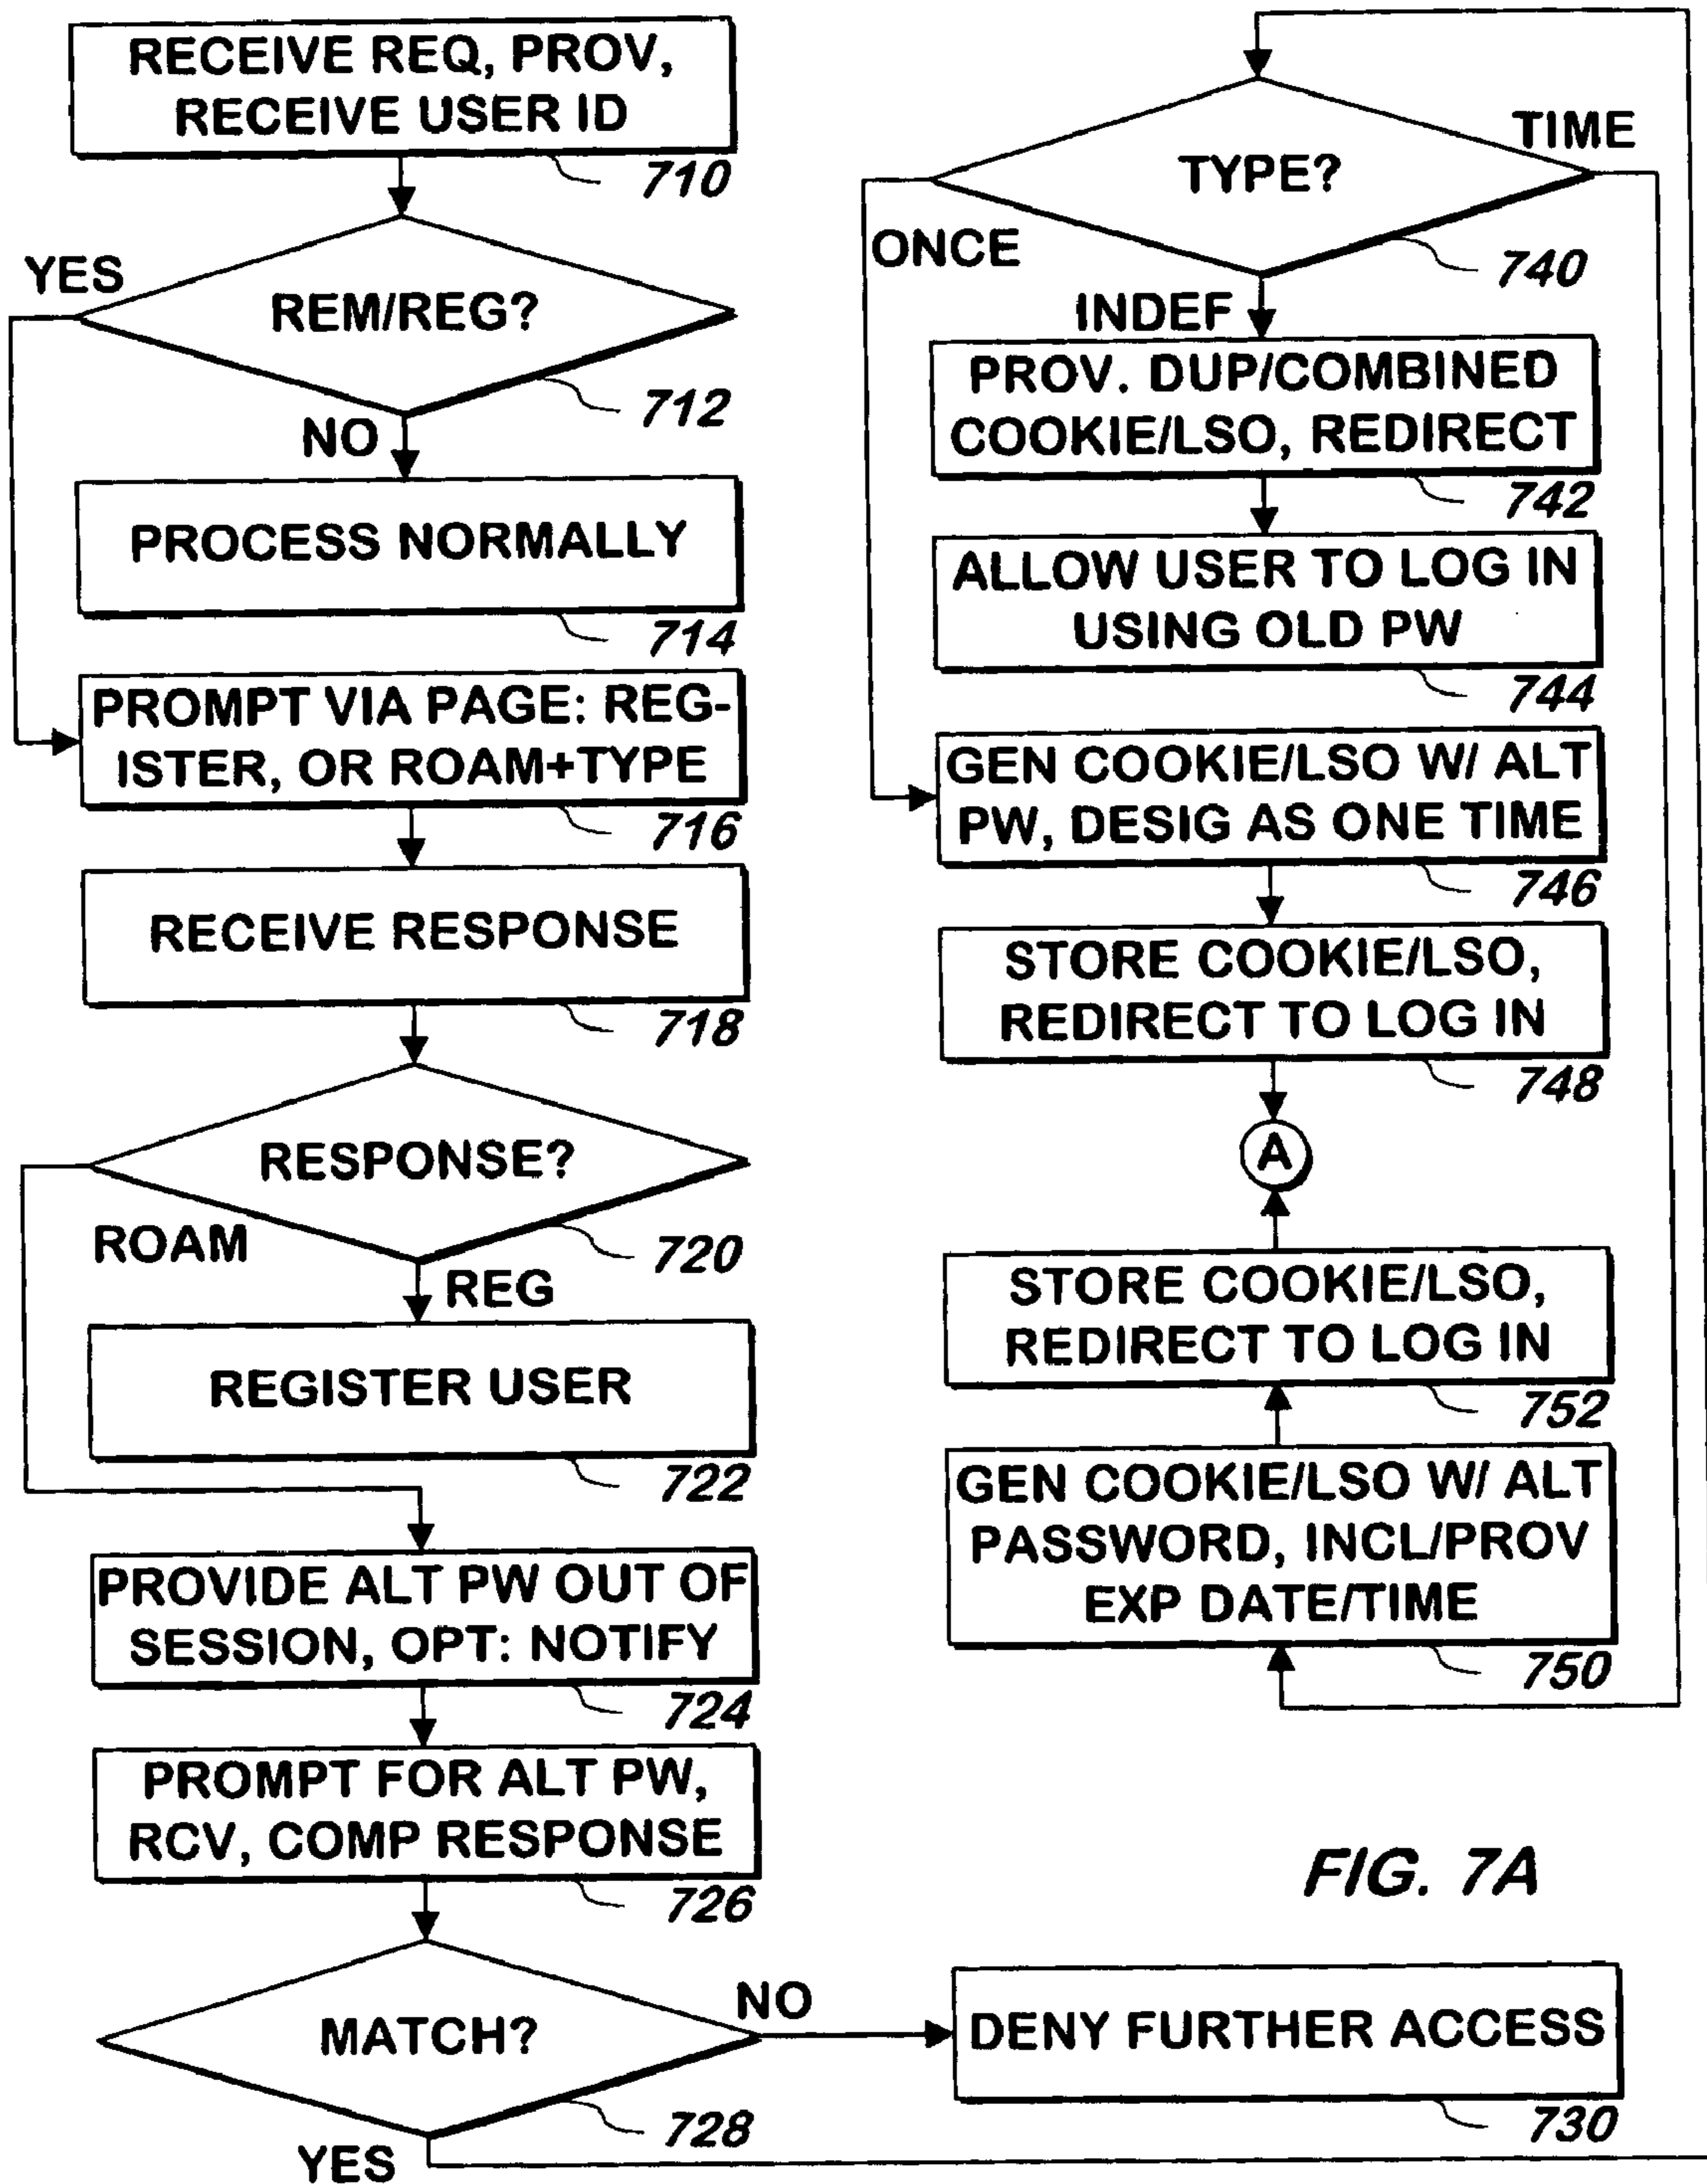 RECEIVE REQ, PROV,
RECEIVE USER ID
710
YES
REM/REG?
712
NO
PROCESS NORMALLY
714
PROMPT VIA PAGE: REG-
ISTER, OR ROAM+TYPE
716
RECEIVE RESPONSE
718
RESPONSE?
ROAM
720
REG
REGISTER USER
722
PROVIDE ALT PW OUT OF
SESSION, OPT: NOTIFY
724
PROMPT FOR ALT PW,
RCV, COMP RESPONSE
726
MATCH?
NO
728
YES
DENY FURTHER ACCESS
730
TIME
TYPE?
ONCE
740
INDEF
PROV. DUP/COMBINED
COOKIE/LSO, REDIRECT
742
ALLOW USER TO LOG IN
USING OLD PW
744
GEN COOKIE/LSO W/ ALT
PW, DESIG AS ONE TIME
746
STORE COOKIE/LSO,
REDIRECT TO LOG IN
748
A
STORE COOKIE/LSO,
REDIRECT TO LOG IN
752
GEN COOKIE/LSO W/ ALT
PASSWORD, INCL/PROV
EXP DATE/TIME
750
FIG. 7A